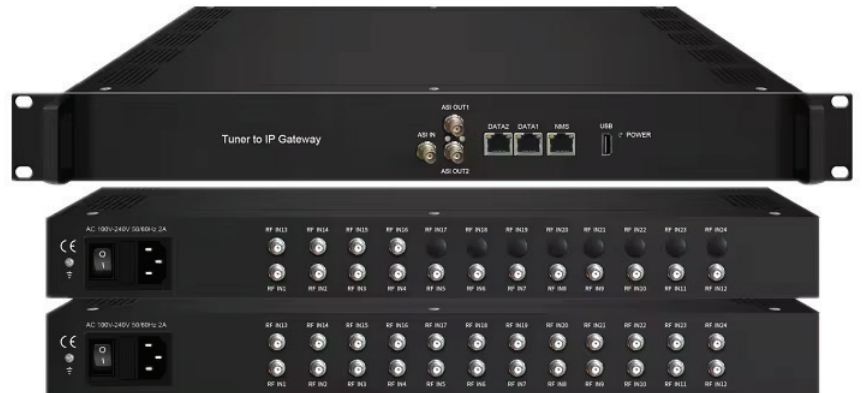 ASI OUT1
Tuner to IP Gateway
ASI IN
DATA2 DATA1 NMS
USB
POWER
ASI OUT2
AC 100V-240V 50/60Hz 2A
RF IN13 RF IN14 RF IN15 RF IN16 RF IN17 RF IN18 RF IN19 RF IN20 RF IN21 RF IN22 RF IN23 RF IN24
CE
O
I
RF IN1 RF IN2 RF IN3 RF IN4 RF IN5 RF IN6 RF IN7 RF IN8 RF IN9 RF IN10 RF IN11 RF IN12
AC 100V-240V 50/60Hz 2A
RF IN13 RF IN14 RF IN15 RF IN16 RF IN17 RF IN18 RF IN19 RF IN20 RF IN21 RF IN22 RF IN23 RF IN24
CE
O
I
RF IN1 RF IN2 RF IN3 RF IN4 RF IN5 RF IN6 RF IN7 RF IN8 RF IN9 RF IN10 RF IN11 RF IN12